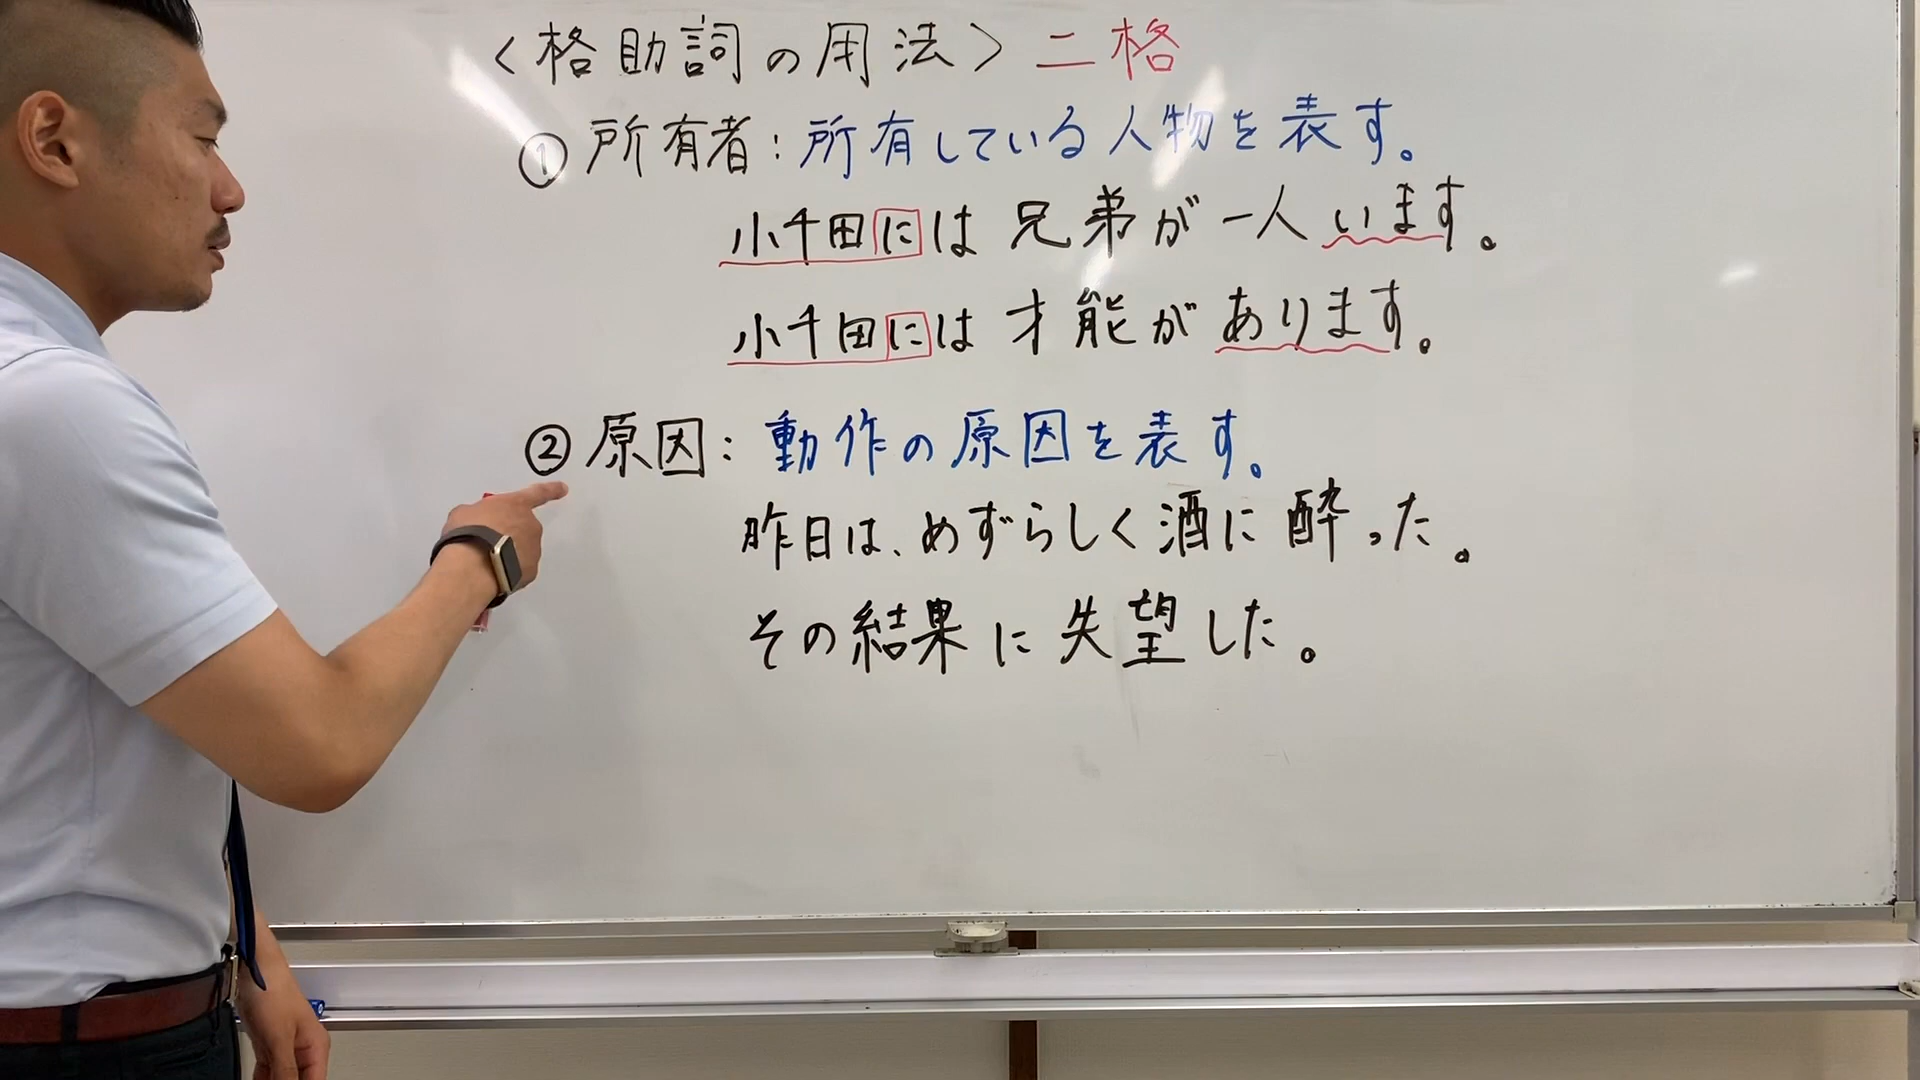 〈格助詞の用法〉ニ格
①所有者：所有している人物を表す。
小千田には兄弟が一人います。
小千田には才能があります。
②原因：動作の原因を表す。
昨日は、めずらしく酒に酔った。
その結果に失望した。